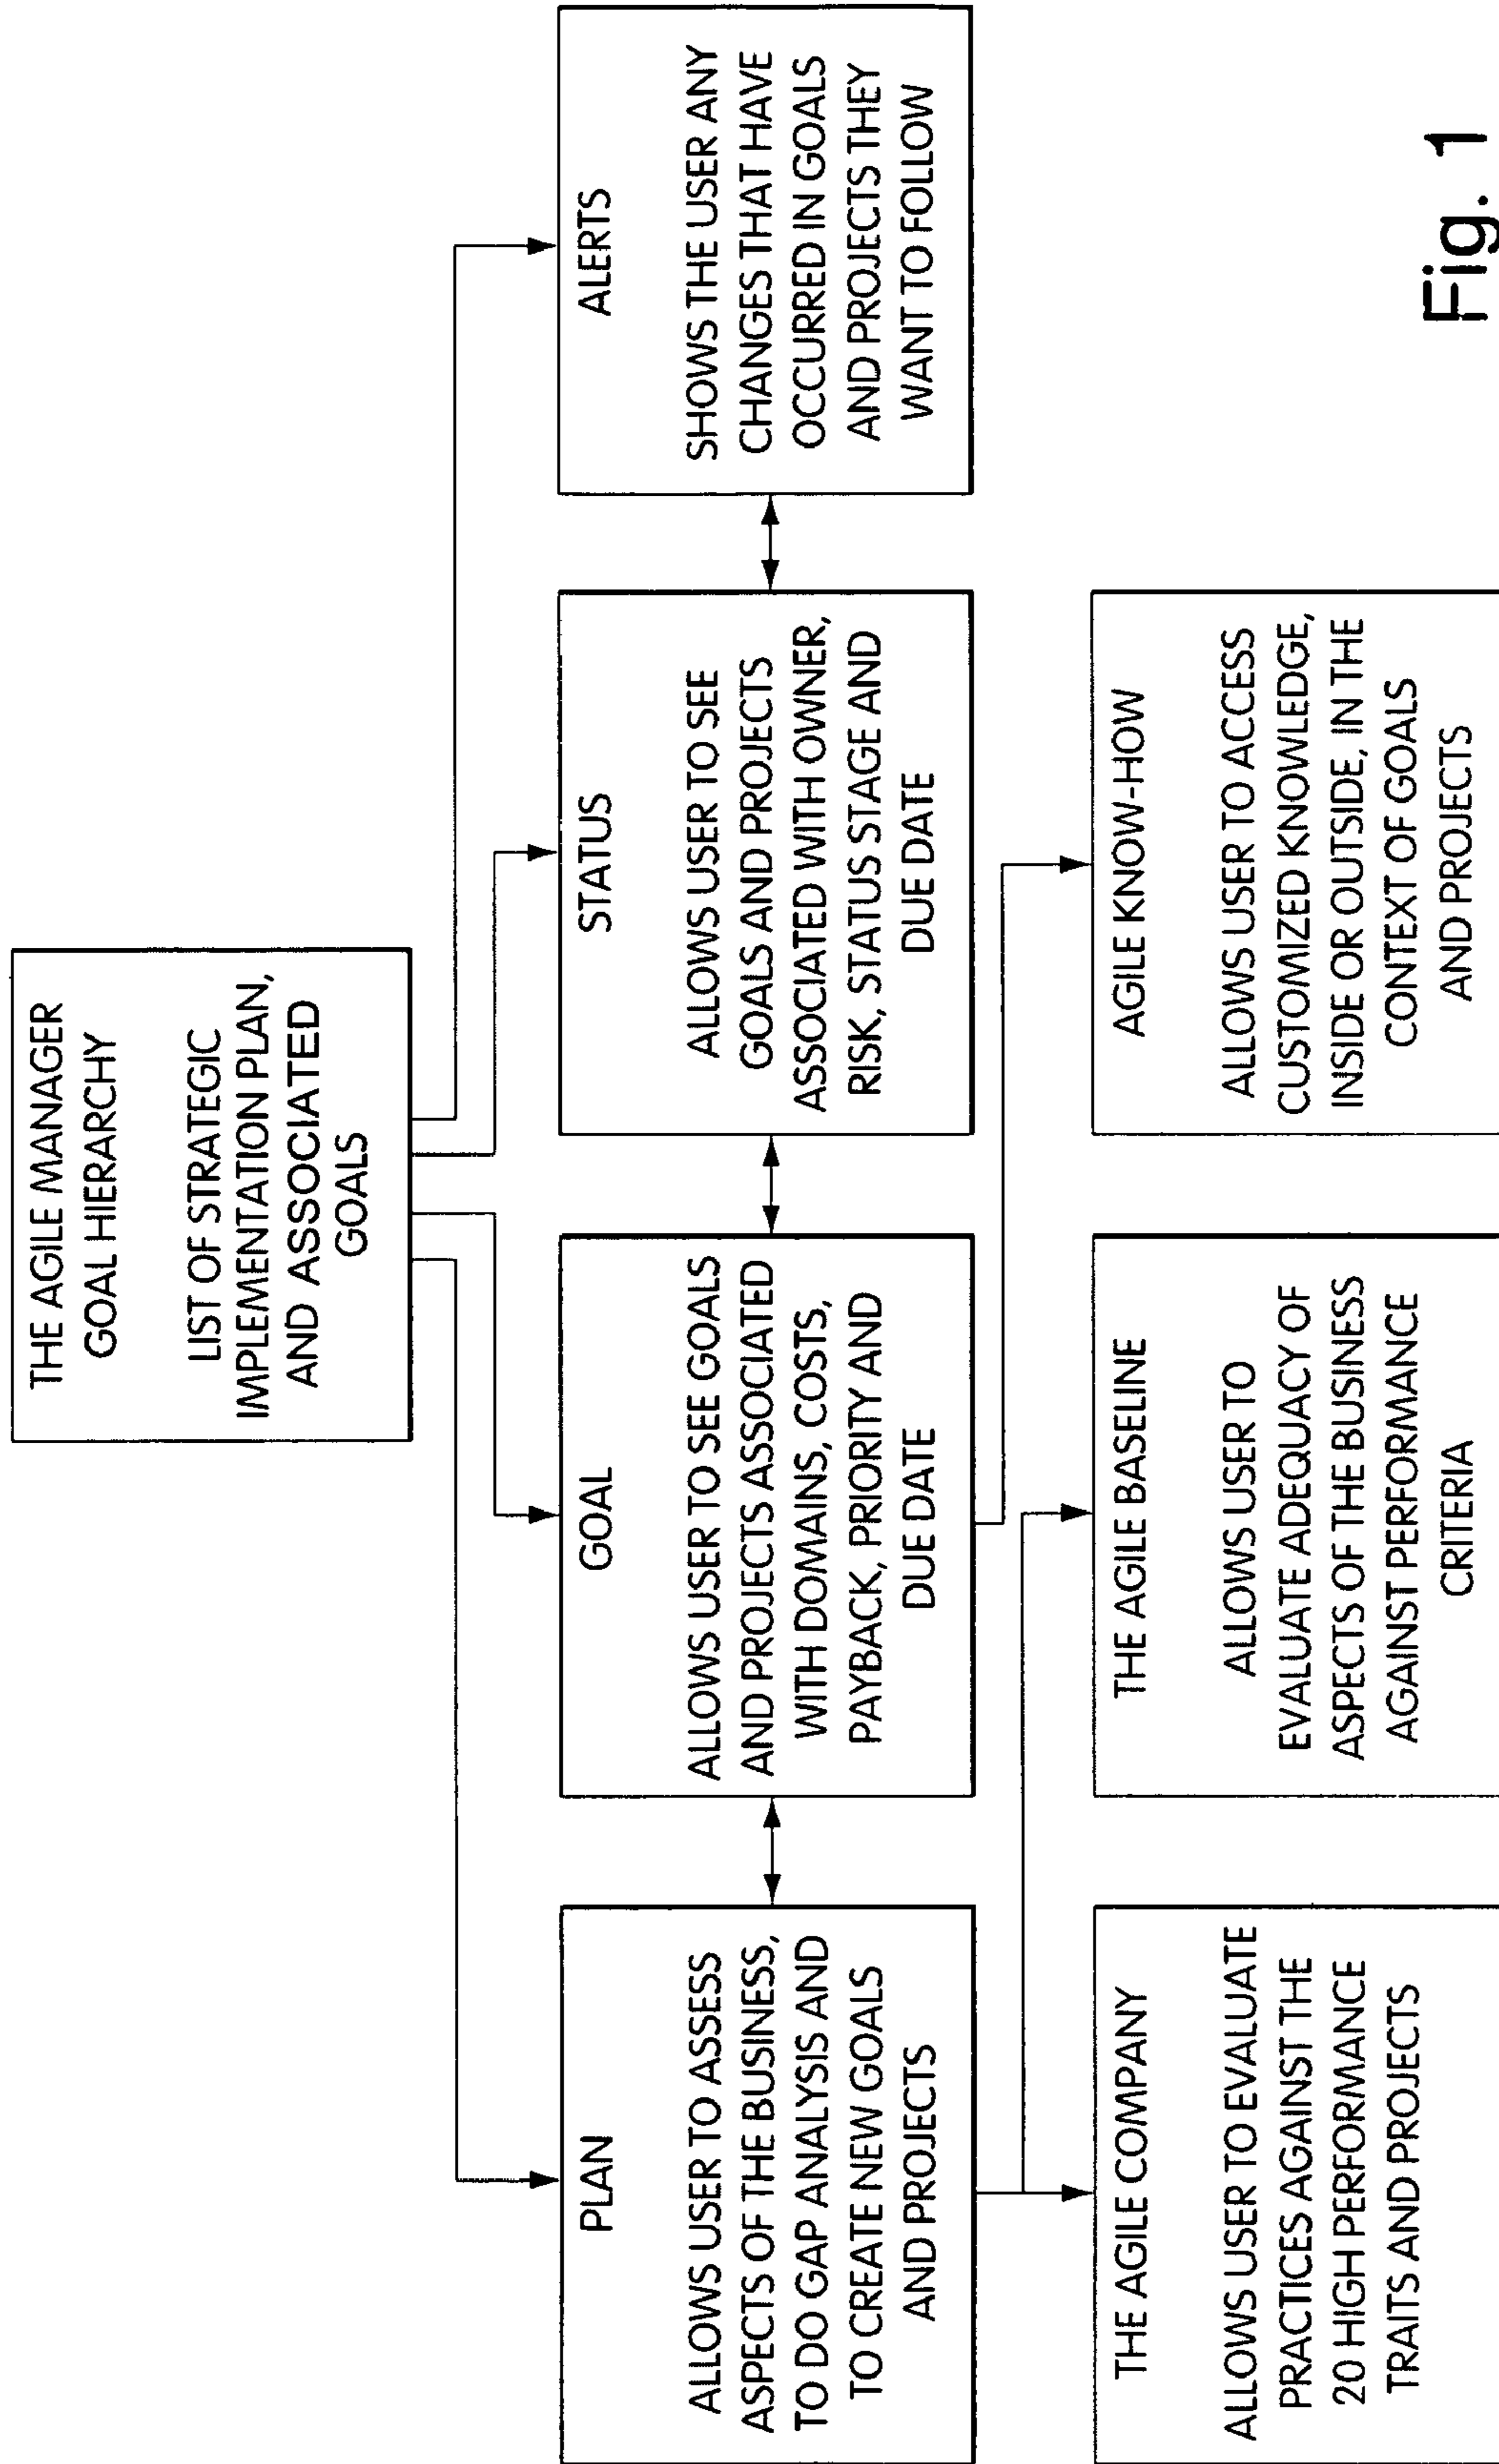 THE AGILE MANAGER
GOAL HIERARCHY
LIST OF STRATEGIC
IMPLEMENTATION PLAN,
AND ASSOCIATED
GOALS
PLAN
ALLOWS USER TO ASSESS
ASPECTS OF THE BUSINESS,
TO DO GAP ANALYSIS AND
TO CREATE NEW GOALS
AND PROJECTS
GOAL
ALLOWS USER TO SEE GOALS
AND PROJECTS ASSOCIATED
WITH DOMAINS, COSTS,
PAYBACK, PRIORITY AND
DUE DATE
STATUS
ALLOWS USER TO SEE
GOALS AND PROJECTS
ASSOCIATED WITH OWNER,
RISK, STATUS STAGE AND
DUE DATE
ALERTS
SHOWS THE USER ANY
CHANGES THAT HAVE
OCCURRED IN GOALS
AND PROJECTS THEY
WANT TO FOLLOW
THE AGILE COMPANY
ALLOWS USER TO EVALUATE
PRACTICES AGAINST THE
20 HIGH PERFORMANCE
TRAITS AND PROJECTS
THE AGILE BASELINE
ALLOWS USER TO
EVALUATE ADEQUACY OF
ASPECTS OF THE BUSINESS
AGAINST PERFORMANCE
CRITERIA
AGILE KNOW-HOW
ALLOWS USER TO ACCESS
CUSTOMIZED KNOWLEDGE,
INSIDE OR OUTSIDE, IN THE
CONTEXT OF GOALS
AND PROJECTS
Fig. 1